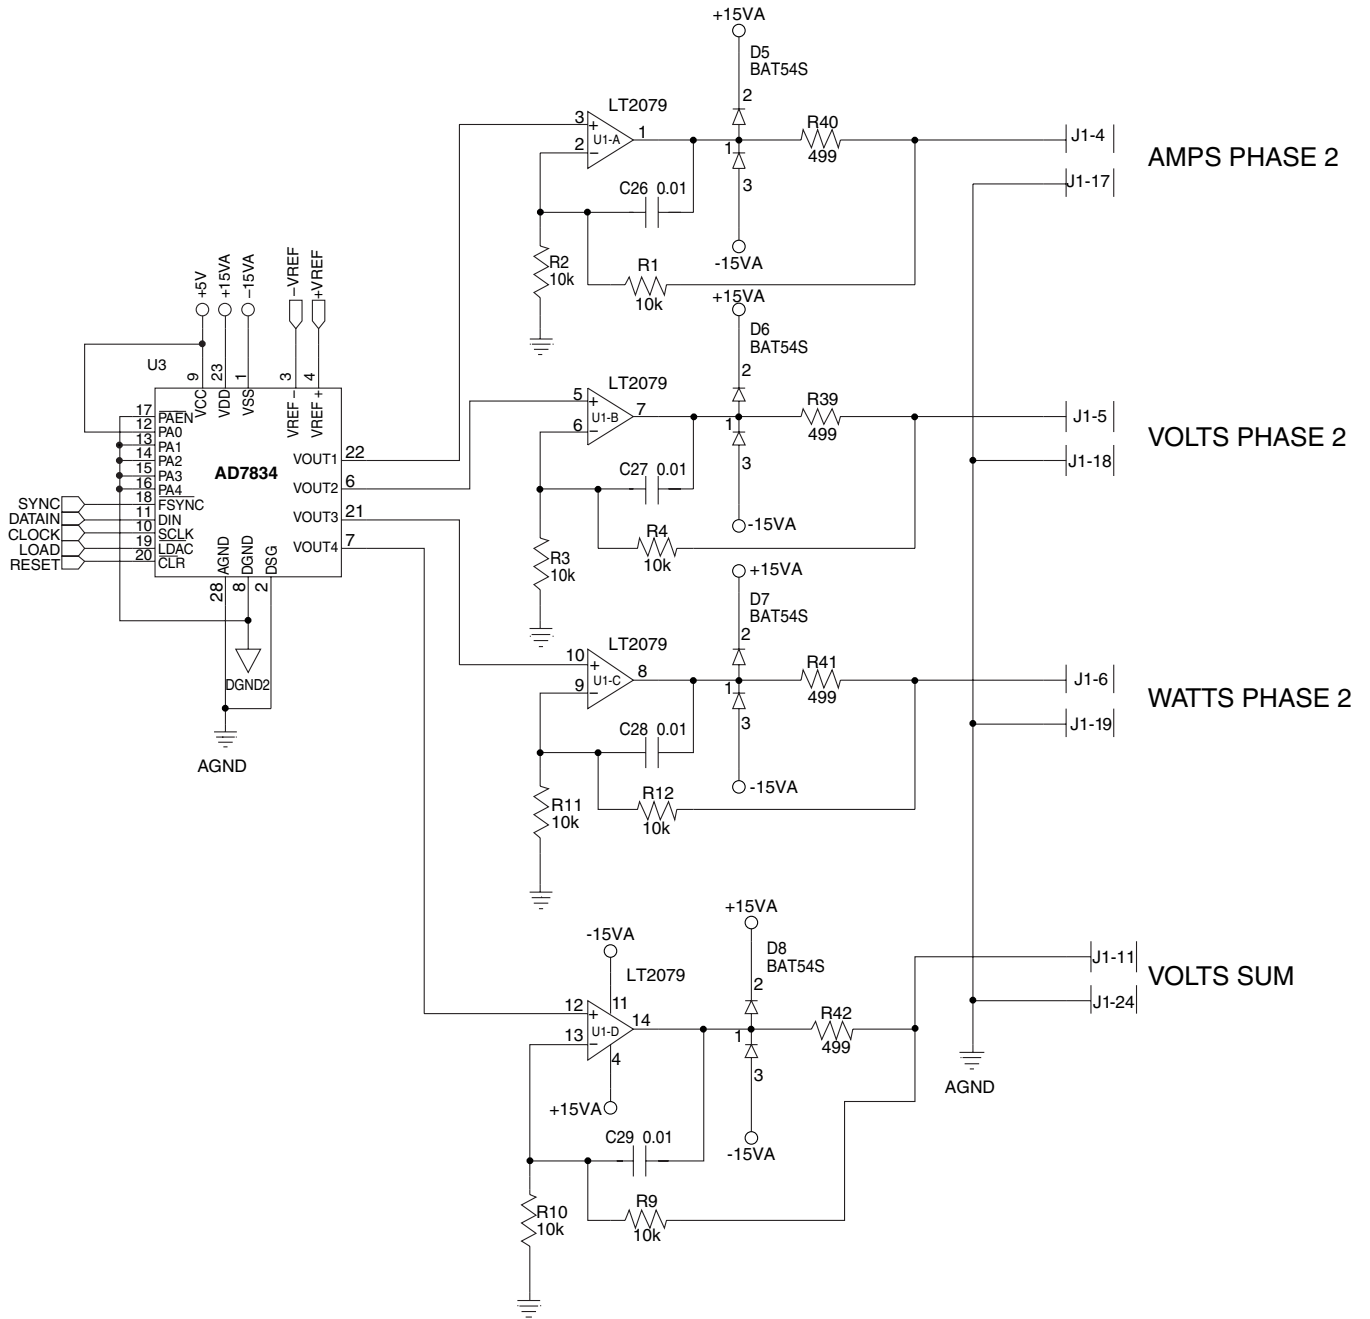 +15VA
D5
BAT54S
2
LT2079
3
+
U1-A
1
2
−
1
R40
499
J1-4
AMPS PHASE 2
J1-17
3
C26 0.01
-15VA
R2
10k
R1
10k
+15VA
D6
BAT54S
2
LT2079
5
+
U1-B
7
6
−
1
R39
499
J1-5
VOLTS PHASE 2
J1-18
3
C27 0.01
-15VA
R3
10k
R4
10k
+5V
+15VA
−15VA
−VREF
+VREF
U3
9
23
1
3
4
VCC
VDD
VSS
VREF −
VREF +
17
PAEN
12
PA0
13
PA1
14
PA2
15
PA3
16
PA4
SYNC
18
FSYNC
DATAIN
11
DIN
CLOCK
10
SCLK
LOAD
19
LDAC
RESET
20
CLR
AD7834
VOUT1
22
VOUT2
6
VOUT3
21
VOUT4
7
AGND
DGND
DSG
28
8
2
DGND2
AGND
+15VA
D7
BAT54S
2
LT2079
10
+
U1-C
8
9
−
1
R41
499
J1-6
WATTS PHASE 2
J1-19
3
C28 0.01
-15VA
R11
10k
R12
10k
+15VA
D8
BAT54S
2
-15VA
LT2079
11
12
+
U1-D
14
13
−
4
1
R42
499
J1-11
VOLTS SUM
J1-24
AGND
3
+15VA
C29 0.01
-15VA
R10
10k
R9
10k